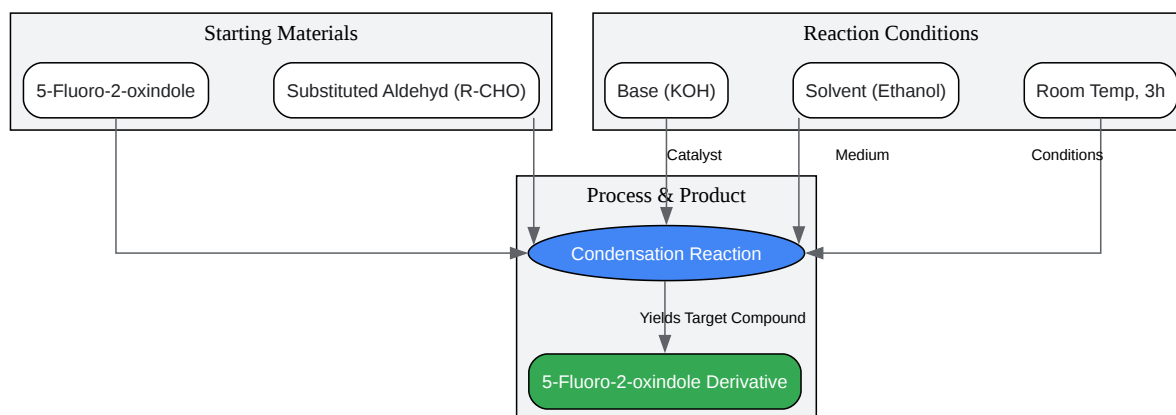 Starting Materials
Reaction Conditions
5-Fluoro-2-oxindole
Substituted Aldehyd (R-CHO)
Base (KOH)
Solvent (Ethanol)
Room Temp, 3h
Catalyst
Medium
Conditions
Process & Product
Condensation Reaction
Yields Target Compound
5-Fluoro-2-oxindole Derivative